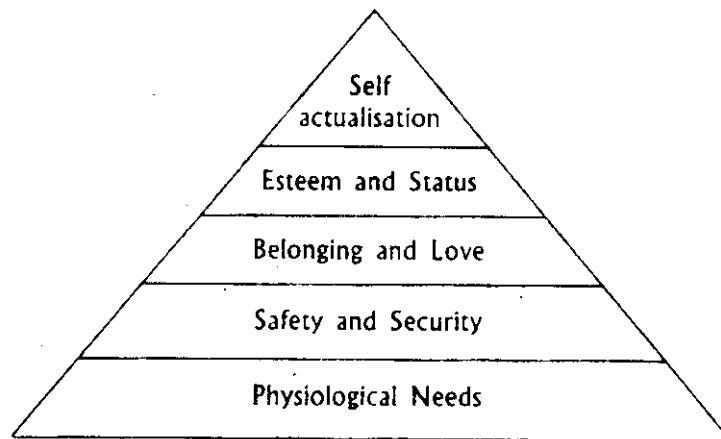 Self
actualisation
Esteem and Status
Belonging and Love
Safety and Security
Physiological Needs